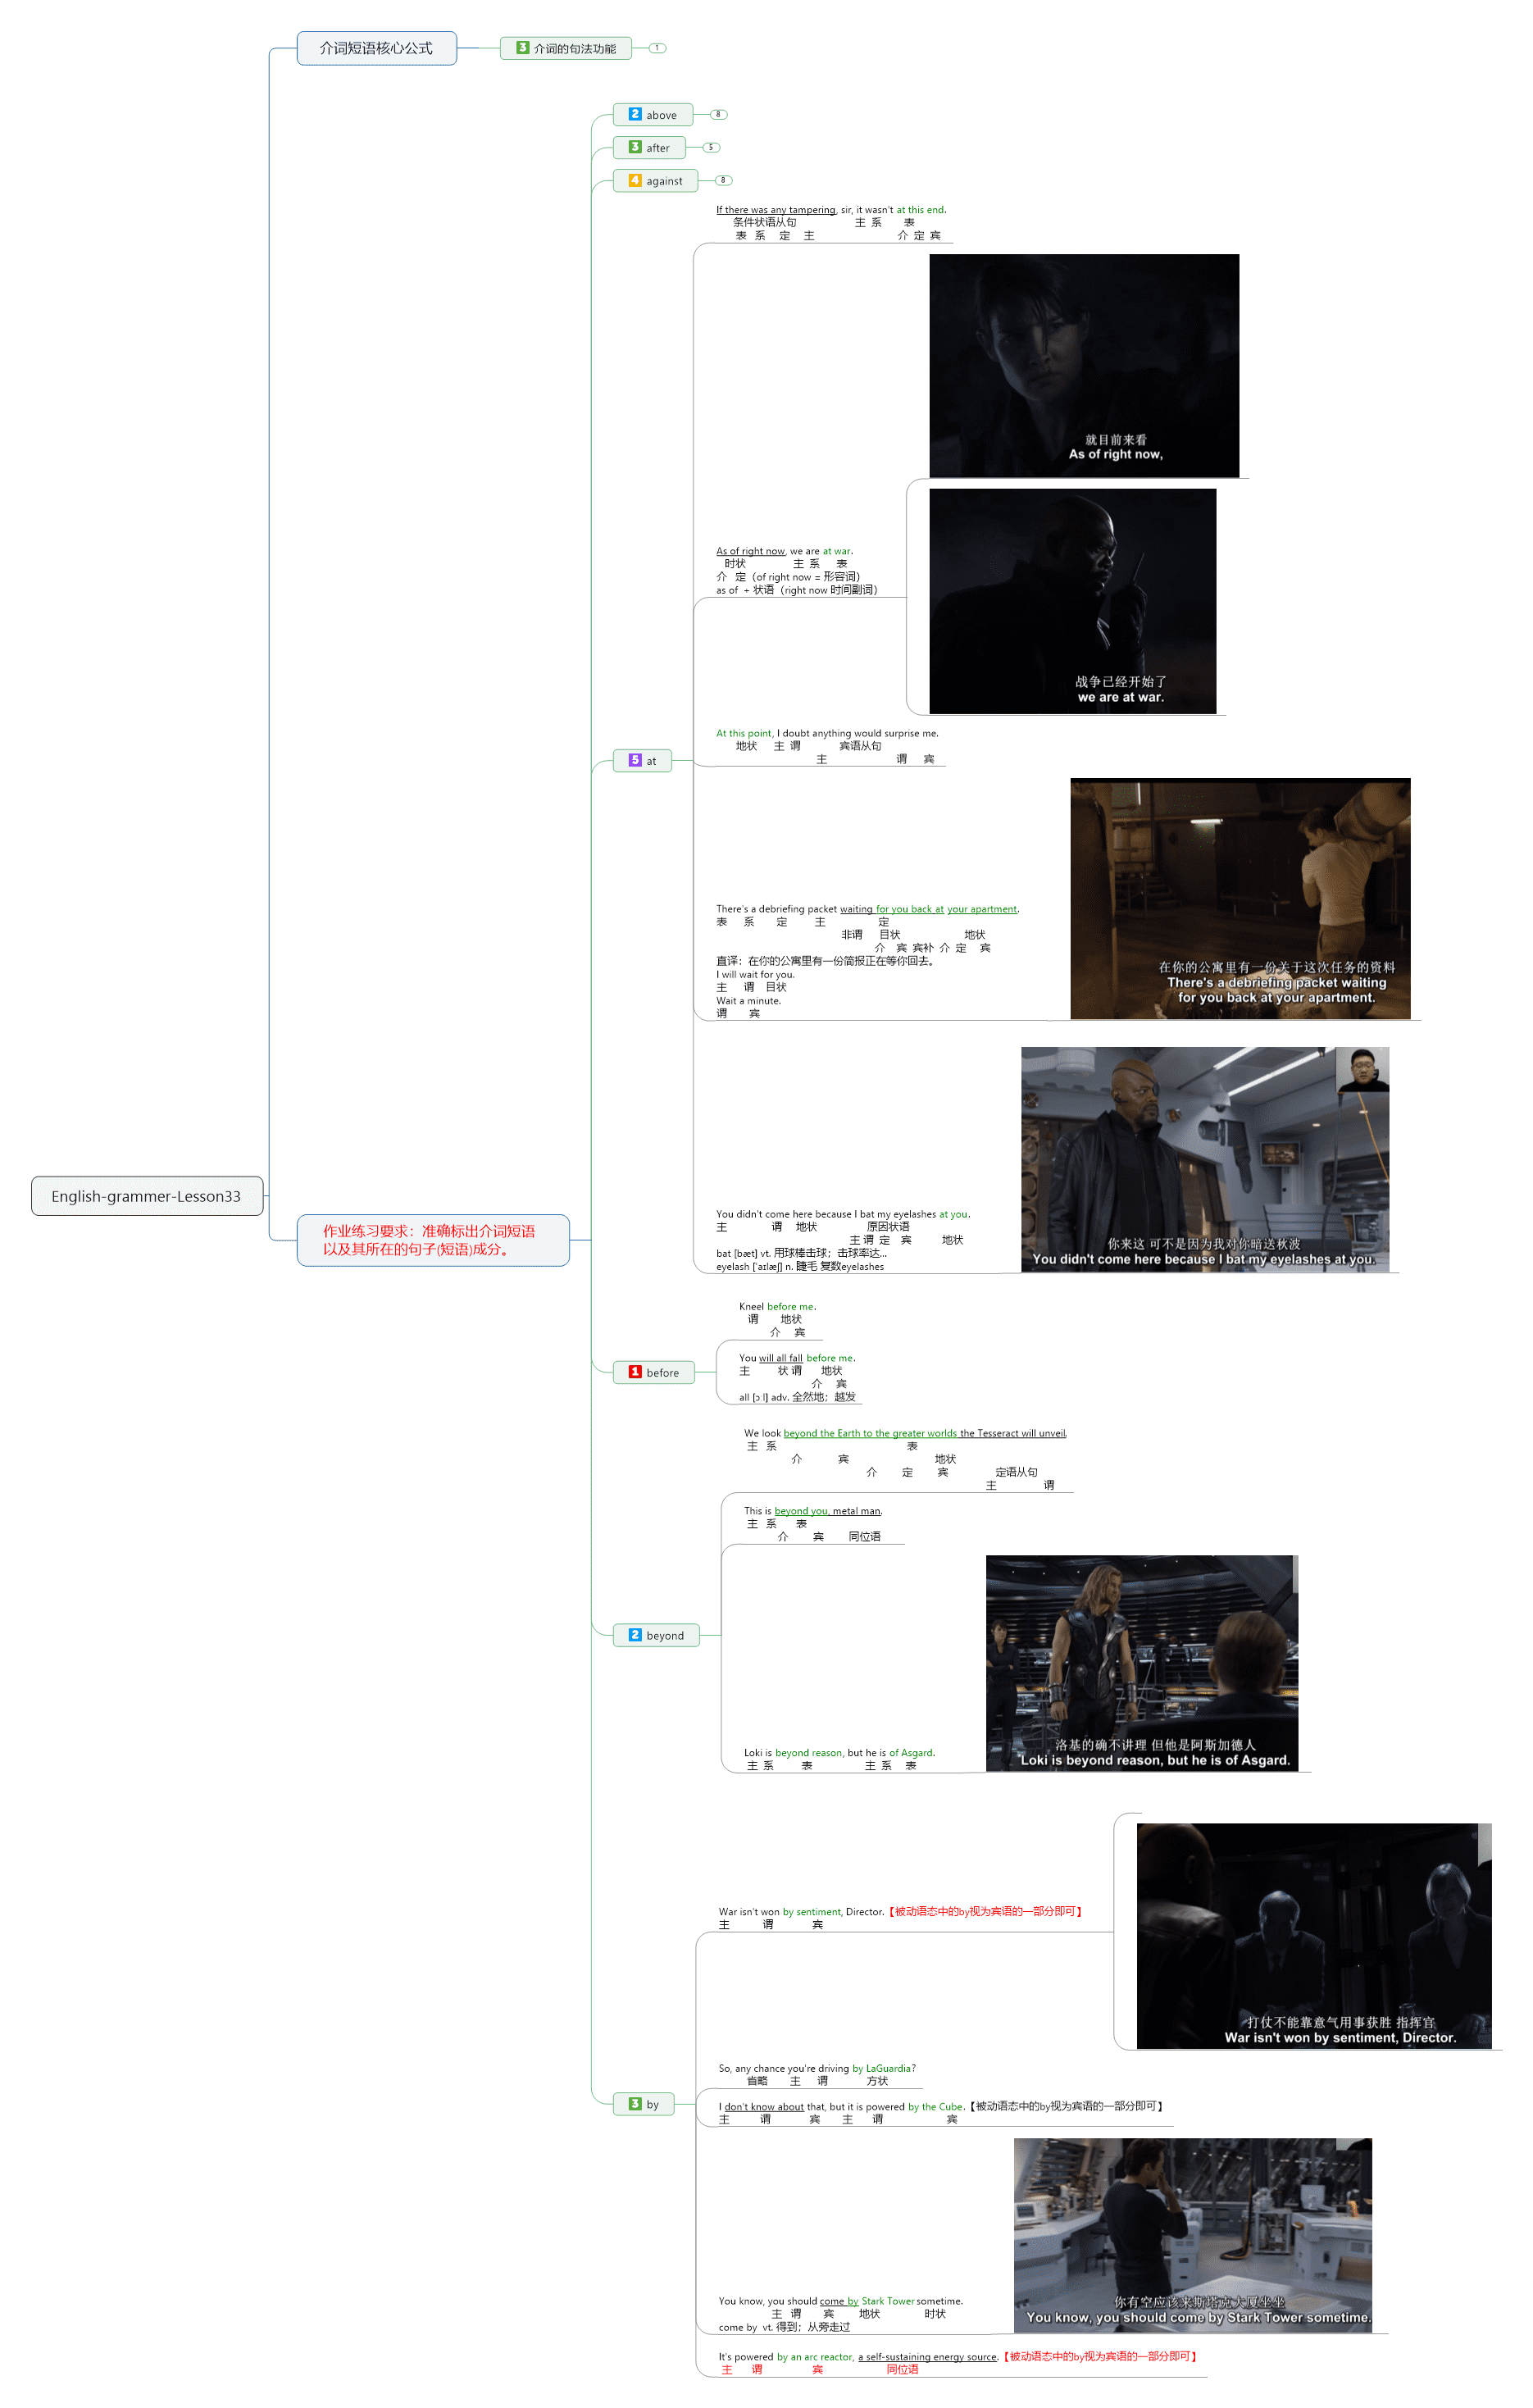 介词短语核心公式
3 介词的句法功能
1
2 above
8
3 after
5
4 against
8
If there was any tampering, sir, it wasn't at this end.
条件状语从句 主 系 表
表 系 定 主 介 定 宾
就目前来看
As of right now,
As of right now, we are at war.
时状 主 系 表
介 定（of right now = 形容词）
as of + 状语（right now 时间副词）
战争已经开始了
we are at war.
At this point, I doubt anything would surprise me.
地状 主 谓 宾语从句
主 谓 宾
5 at
There's a debriefing packet waiting for you back at your apartment.
表 系 定 主 定
非谓 目状 地状
介 宾 宾补 介 定 宾
直译：在你的公寓里有一份简报正在等你回去。
I will wait for you.
主 谓 目状
Wait a minute.
谓 宾
在你的公寓里有一份关于这次任务的资料
There's a debriefing packet waiting
for you back at your apartment.
English-grammer-Lesson33
作业练习要求：准确标出介词短语
以及其所在的句子(短语)成分。
You didn't come here because I bat my eyelashes at you.
主 谓 地状 原因状语
主 谓 定 宾 地状
bat [bæt] vt. 用球棒击球；击球率达...
eyelash ['aɪlæʃ] n. 睫毛 复数eyelashes
你来这 可不是因为我对你暗送秋波
You didn't come here because I bat my eyelashes at you.
1 before
Kneel before me.
谓 地状
介 宾
You will all fall before me.
主 状 谓 地状
介 宾
all [ɔːl] adv. 全然地；越发
2 beyond
We look beyond the Earth to the greater worlds the Tesseract will unveil.
主 系 表
介 宾 地状
介 定 宾 定语从句
主 谓
This is beyond you, metal man.
主 系 表
介 宾 同位语
Loki is beyond reason, but he is of Asgard.
主 系 表 主 系 表
洛基的确不讲理 但他是阿斯加德人
Loki is beyond reason, but he is of Asgard.
3 by
War isn't won by sentiment, Director.【被动语态中的by视为宾语的一部分即可】
主 谓 宾
打仗不能靠意气用事获胜 指挥官
War isn't won by sentiment, Director.
So, any chance you're driving by LaGuardia?
省略 主 谓 方状
I don't know about that, but it is powered by the Cube.【被动语态中的by视为宾语的一部分即可】
主 谓 宾 主 谓 宾
You know, you should come by Stark Tower sometime.
主 谓 宾 地状 时状
come by vt. 得到；从旁走过
你有空应该来斯塔克大厦坐坐
You know, you should come by Stark Tower sometime.
It's powered by an arc reactor, a self-sustaining energy source.【被动语态中的by视为宾语的一部分即可】
主 谓 宾 同位语